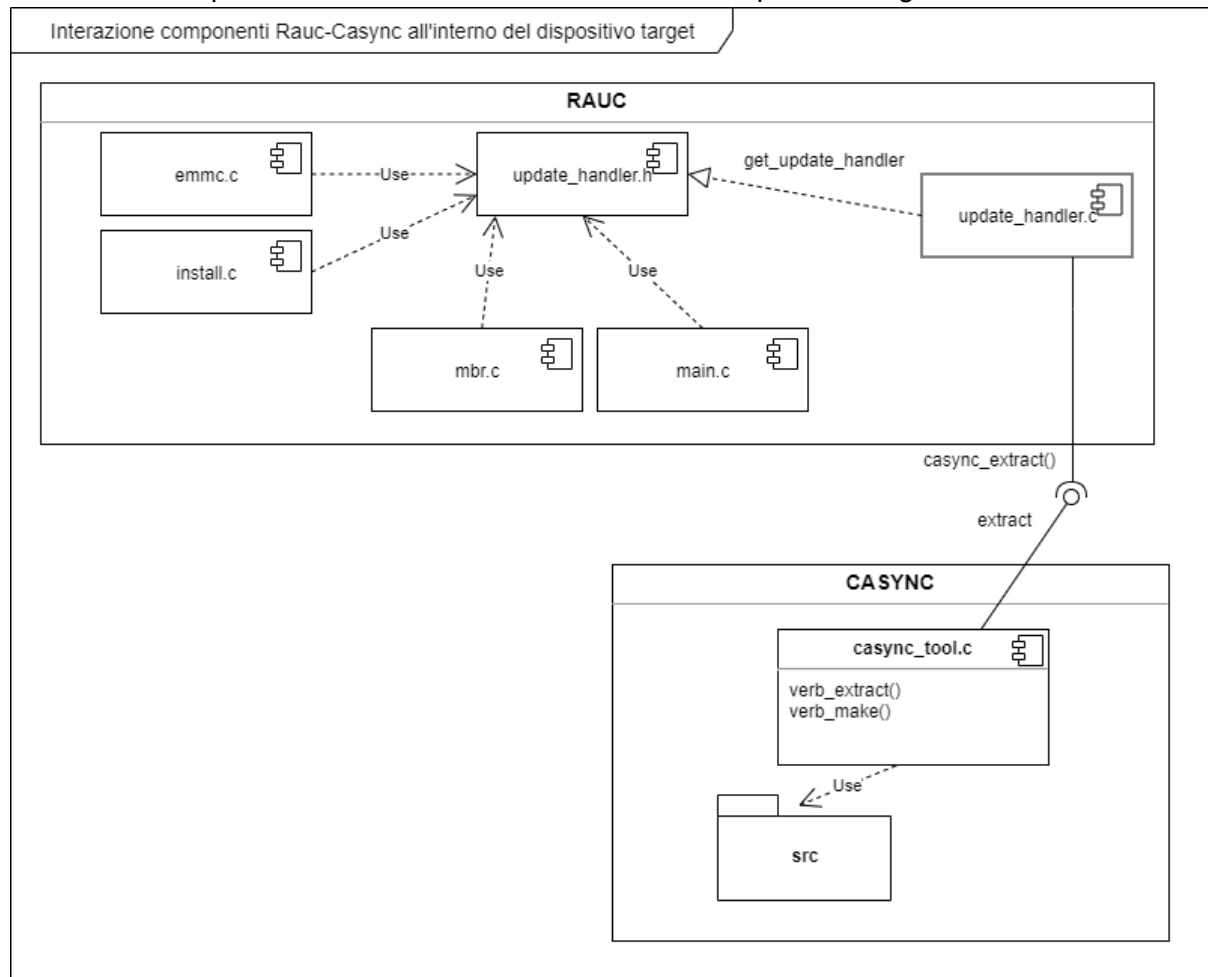 Interazione componenti Rauc-Casync all'interno del dispositivo target
RAUC
emmc.c
Use
update_handler.h
get_update_handler
update_handler.c
install.c
Use
Use
Use
mbr.c
main.c
casync_extract()
extract
CASYNC
casync_tool.c
verb_extract()
verb_make()
Use
src